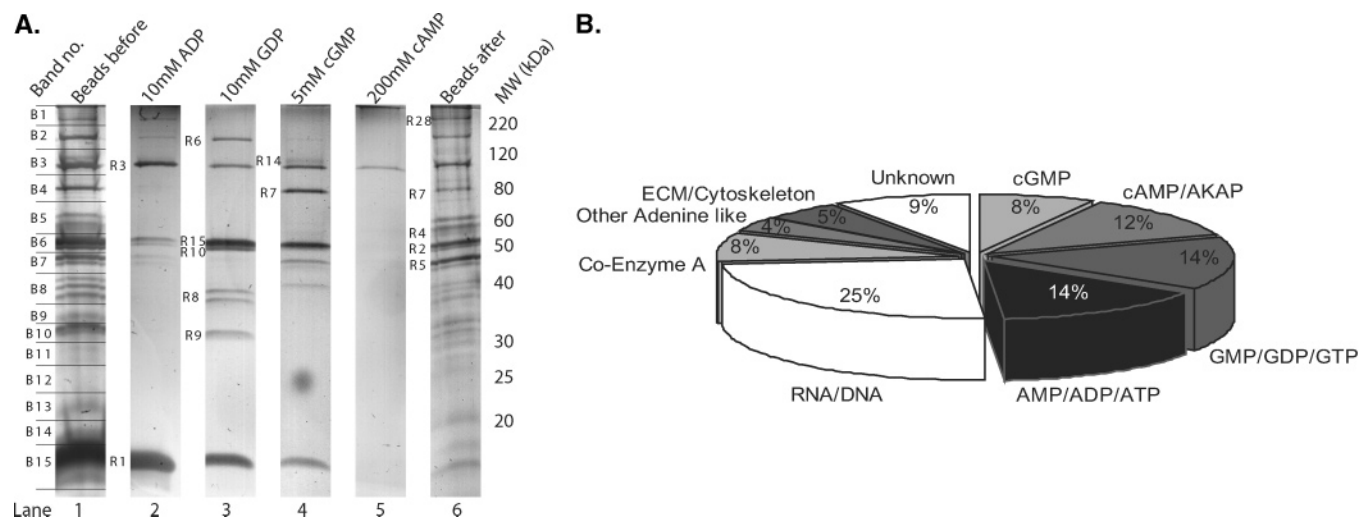 A.
B.
Band no.
Beads before
10mM ADP
10mM GDP
5mM cGMP
200mM cAMP
Beads after
MW (kDa)
B1
B2
B3
B4
B5
B6
B7
B8
B9
B10
B11
B12
B13
B14
B15
R3
R1
R6
R15
R10
R8
R9
R14
R7
R28
R7
R4
R2
R5
220
120
80
60
50
40
30
25
20
Lane 1 2 3 4 5 6
Unknown
9%
cGMP
8%
cAMP/AKAP
12%
14%
GMP/GDP/GTP
14%
AMP/ADP/ATP
25%
RNA/DNA
8%
Co-Enzyme A
4%
Other Adenine like
5%
ECM/Cytoskeleton